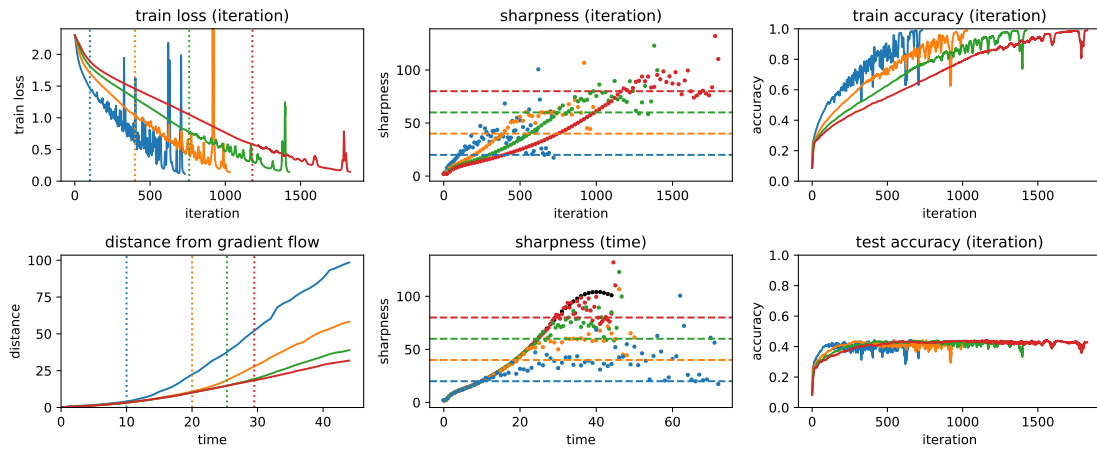 train loss (iteration)
train loss
2.0
1.5
1.0
0.5
0.0
0 500 1000 1500
iteration
sharpness (iteration)
sharpness
100
50
0
0 500 1000 1500
iteration
train accuracy (iteration)
accuracy
1.0
0.8
0.6
0.4
0.2
0.0
0 500 1000 1500
iteration
distance from gradient flow
distance
100
75
50
25
0
0 10 20 30 40
time
sharpness (time)
sharpness
100
50
0
0 20 40 60
time
test accuracy (iteration)
accuracy
1.0
0.8
0.6
0.4
0.2
0.0
0 500 1000 1500
iteration